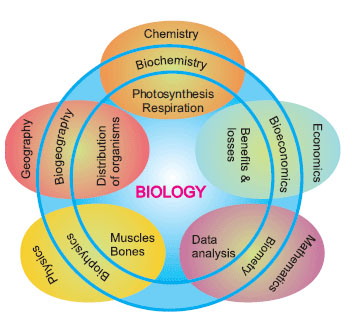 Chemistry
Biochemistry
Photosynthesis
Respiration
Geography
Biogeography
Distribution
of organisms
Benefits &
losses
Bioeconomics
Economics
BIOLOGY
Physics
Biophysics
Muscles
Bones
Data
analysis
Biometry
Mathematics